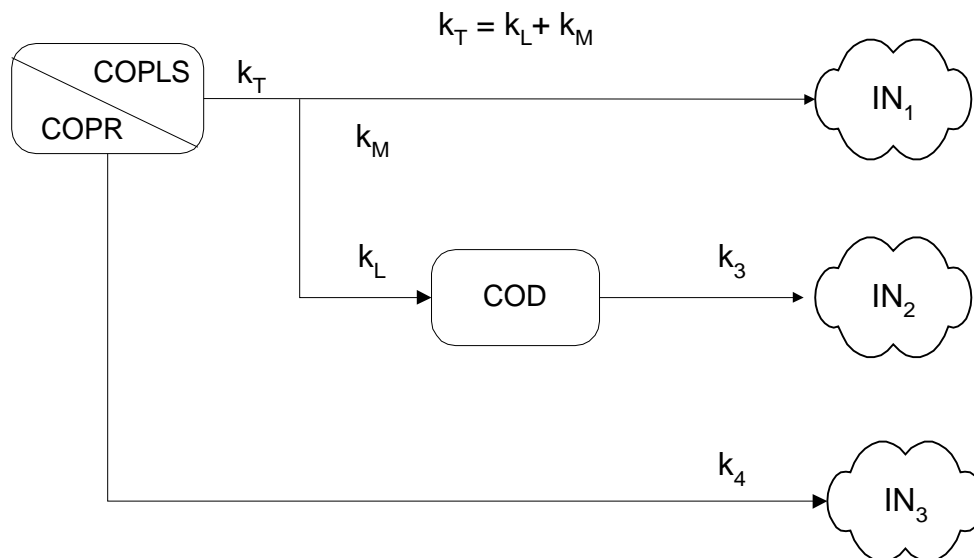 k_T = k_L + k_M
COPLS
COPR
k_T
IN_1
k_M
k_L
COD
k_3
IN_2
k_4
IN_3